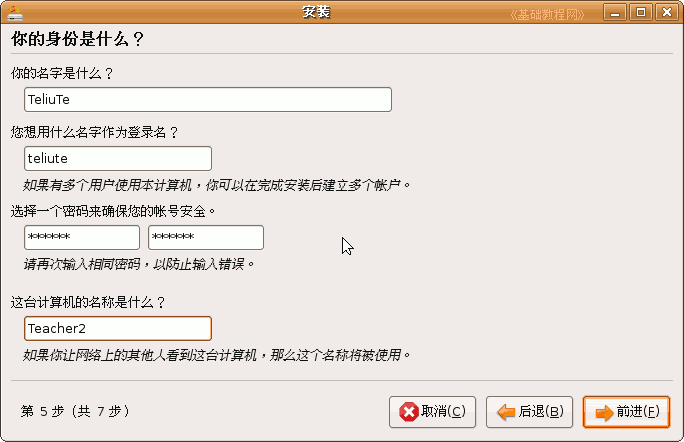 安装
《基础教程网》
你的身份是什么？
你的名字是什么？
TeliuTe
您想用什么名字作为登录名？
teliute
如果有多个用户使用本计算机，你可以在完成安装后建立多个帐户。
选择一个密码来确保您的帐号安全。
****** ******
请再次输入相同密码，以防止输入错误。
这台计算机的名称是什么？
Teacher2
如果你让网络上的其他人看到这台计算机，那么这个名称将被使用。
第 5 步（共 7 步） 取消(C) 后退(B) 前进(F)